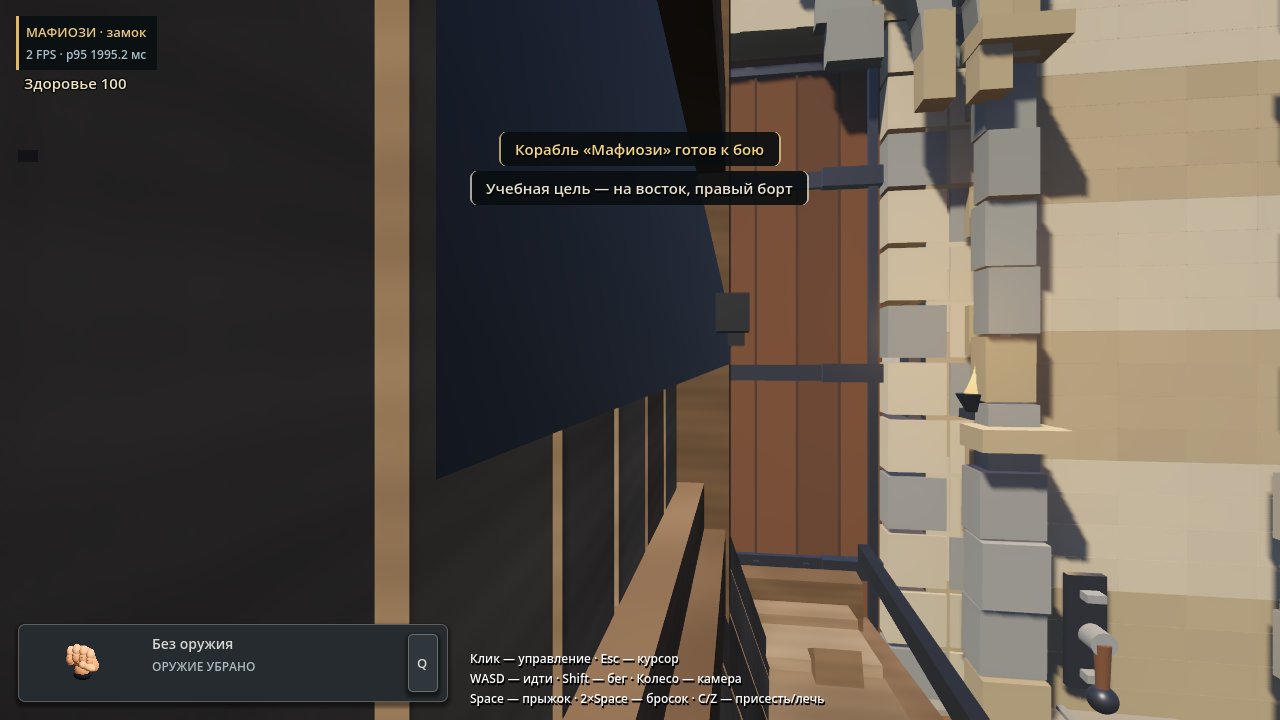 МАФИОЗИ · замок
2 FPS · p95 1995.2 мс
Здоровье 100
Корабль «Мафиози» готов к бою
Учебная цель — на восток, правый борт
Без оружия
ОРУЖИЕ УБРАНО
Q
Клик — управление · Esc — курсор
WASD — идти · Shift — бег · Колесо — камера
Space — прыжок · 2×Space — бросок · C/Z — присесть/лечь